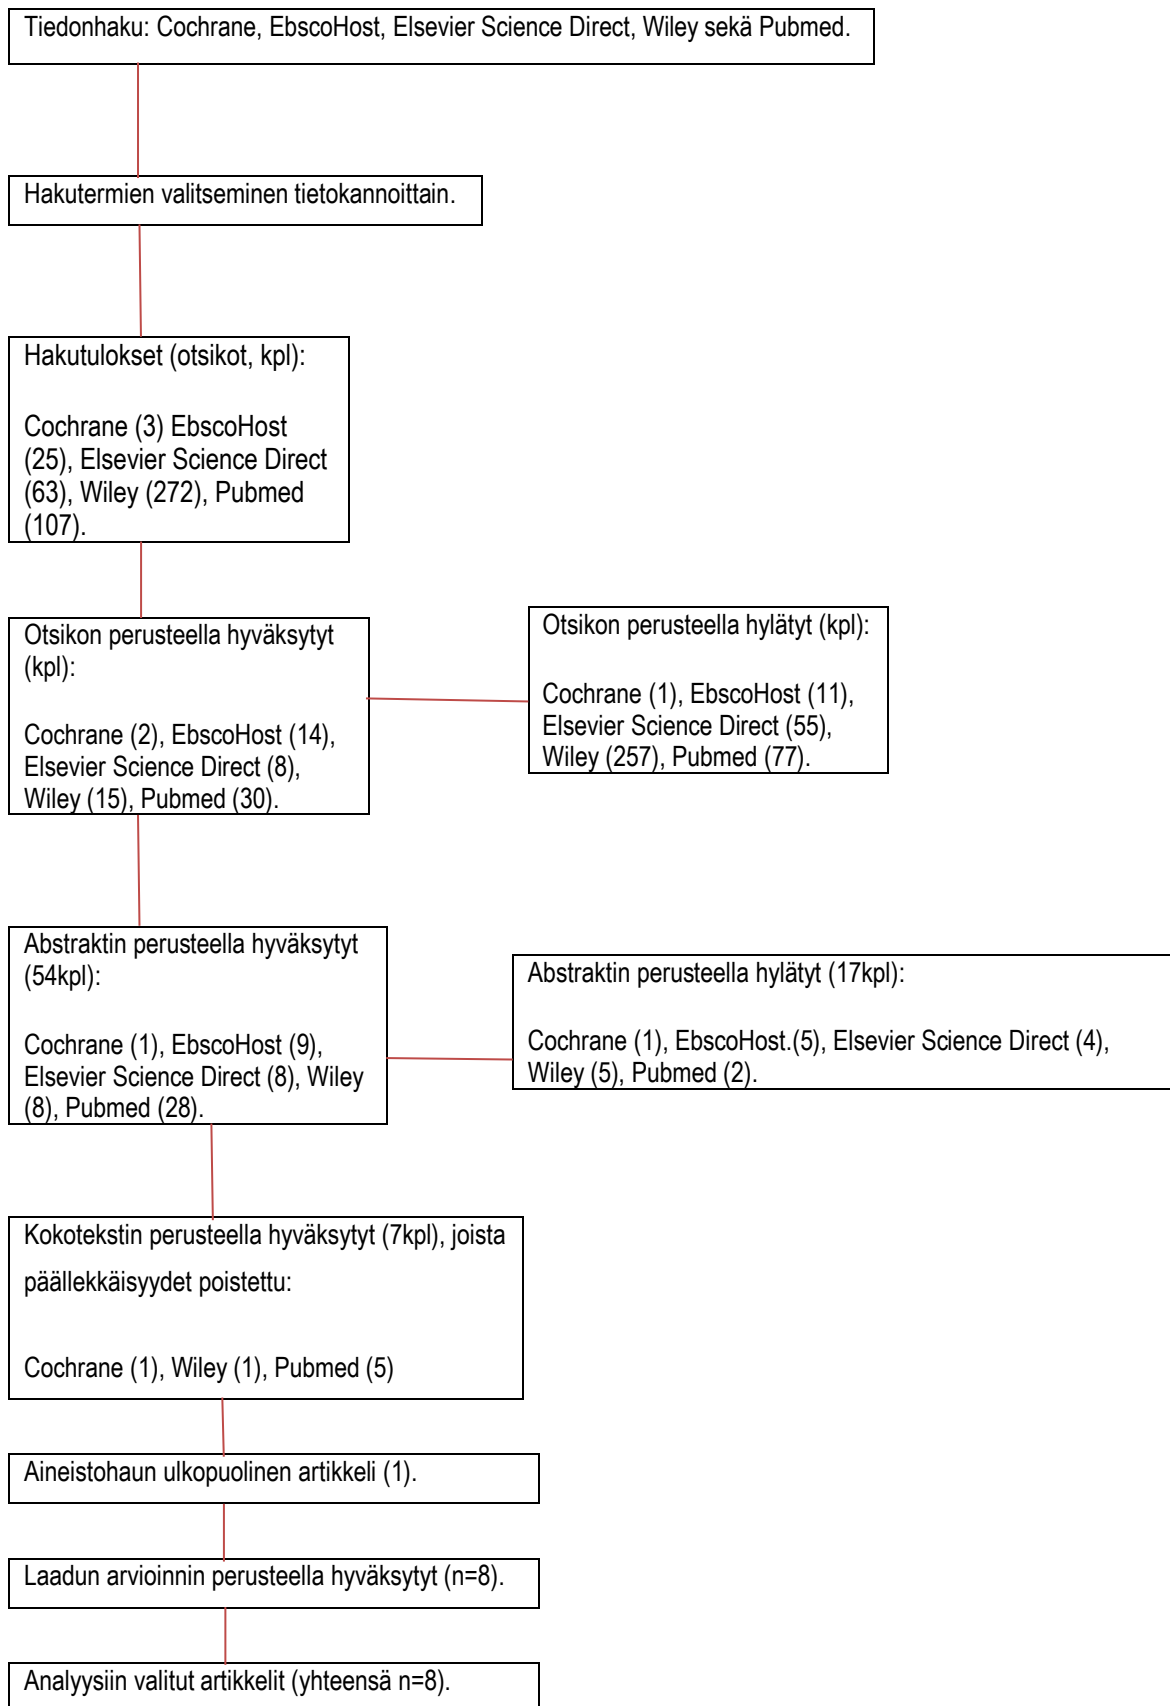 Tiedonhaku: Cochrane, EbscoHost, Elsevier Science Direct, Wiley sekä Pubmed.
Hakutermien valitseminen tietokannoittain.
Hakutulokset (otsikot, kpl):
Cochrane (3) EbscoHost
(25), Elsevier Science Direct
(63), Wiley (272), Pubmed
(107).
Otsikon perusteella hyväksytyt
(kpl):
Cochrane (2), EbscoHost (14),
Elsevier Science Direct (8),
Wiley (15), Pubmed (30).
Otsikon perusteella hylätyt (kpl):
Cochrane (1), EbscoHost (11),
Elsevier Science Direct (55),
Wiley (257), Pubmed (77).
Abstraktin perusteella hyväksytyt
(54kpl):
Cochrane (1), EbscoHost (9),
Elsevier Science Direct (8), Wiley
(8), Pubmed (28).
Abstraktin perusteella hylätyt (17kpl):
Cochrane (1), EbscoHost.(5), Elsevier Science Direct (4),
Wiley (5), Pubmed (2).
Kokotekstin perusteella hyväksytyt (7kpl), joista
päällekkäisyydet poistettu:
Cochrane (1), Wiley (1), Pubmed (5)
Aineistohaun ulkopuolinen artikkeli (1).
Laadun arvioinnin perusteella hyväksytyt (n=8).
Analyysiin valitut artikkelit (yhteensä n=8).